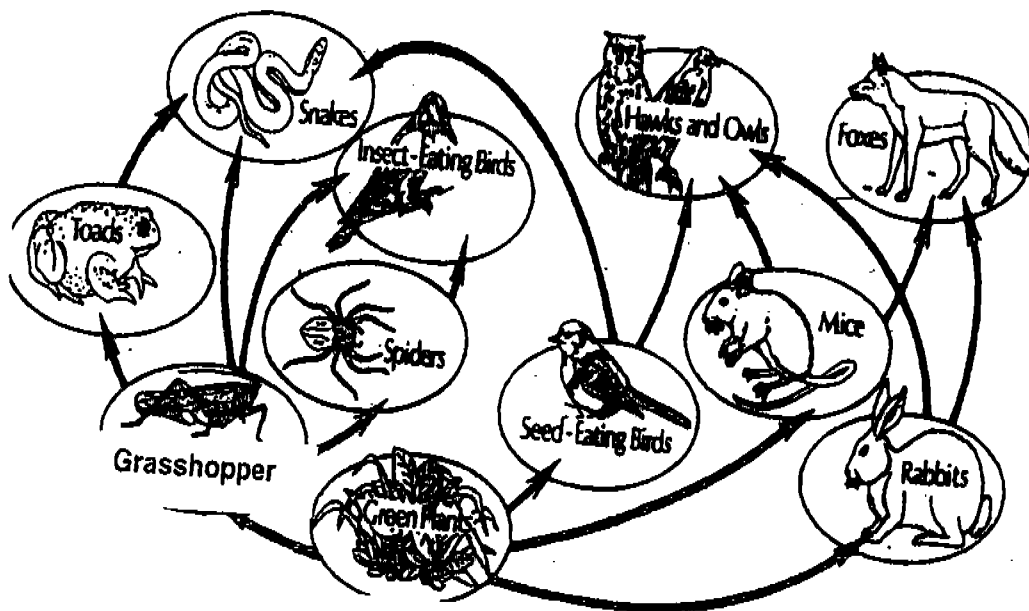 Snakes
Hawks and Owls
Foxes
Insect-Eating Birds
Toads
Spiders
Mice
Seed-Eating Birds
Grasshopper
Rabbits
Green Plants